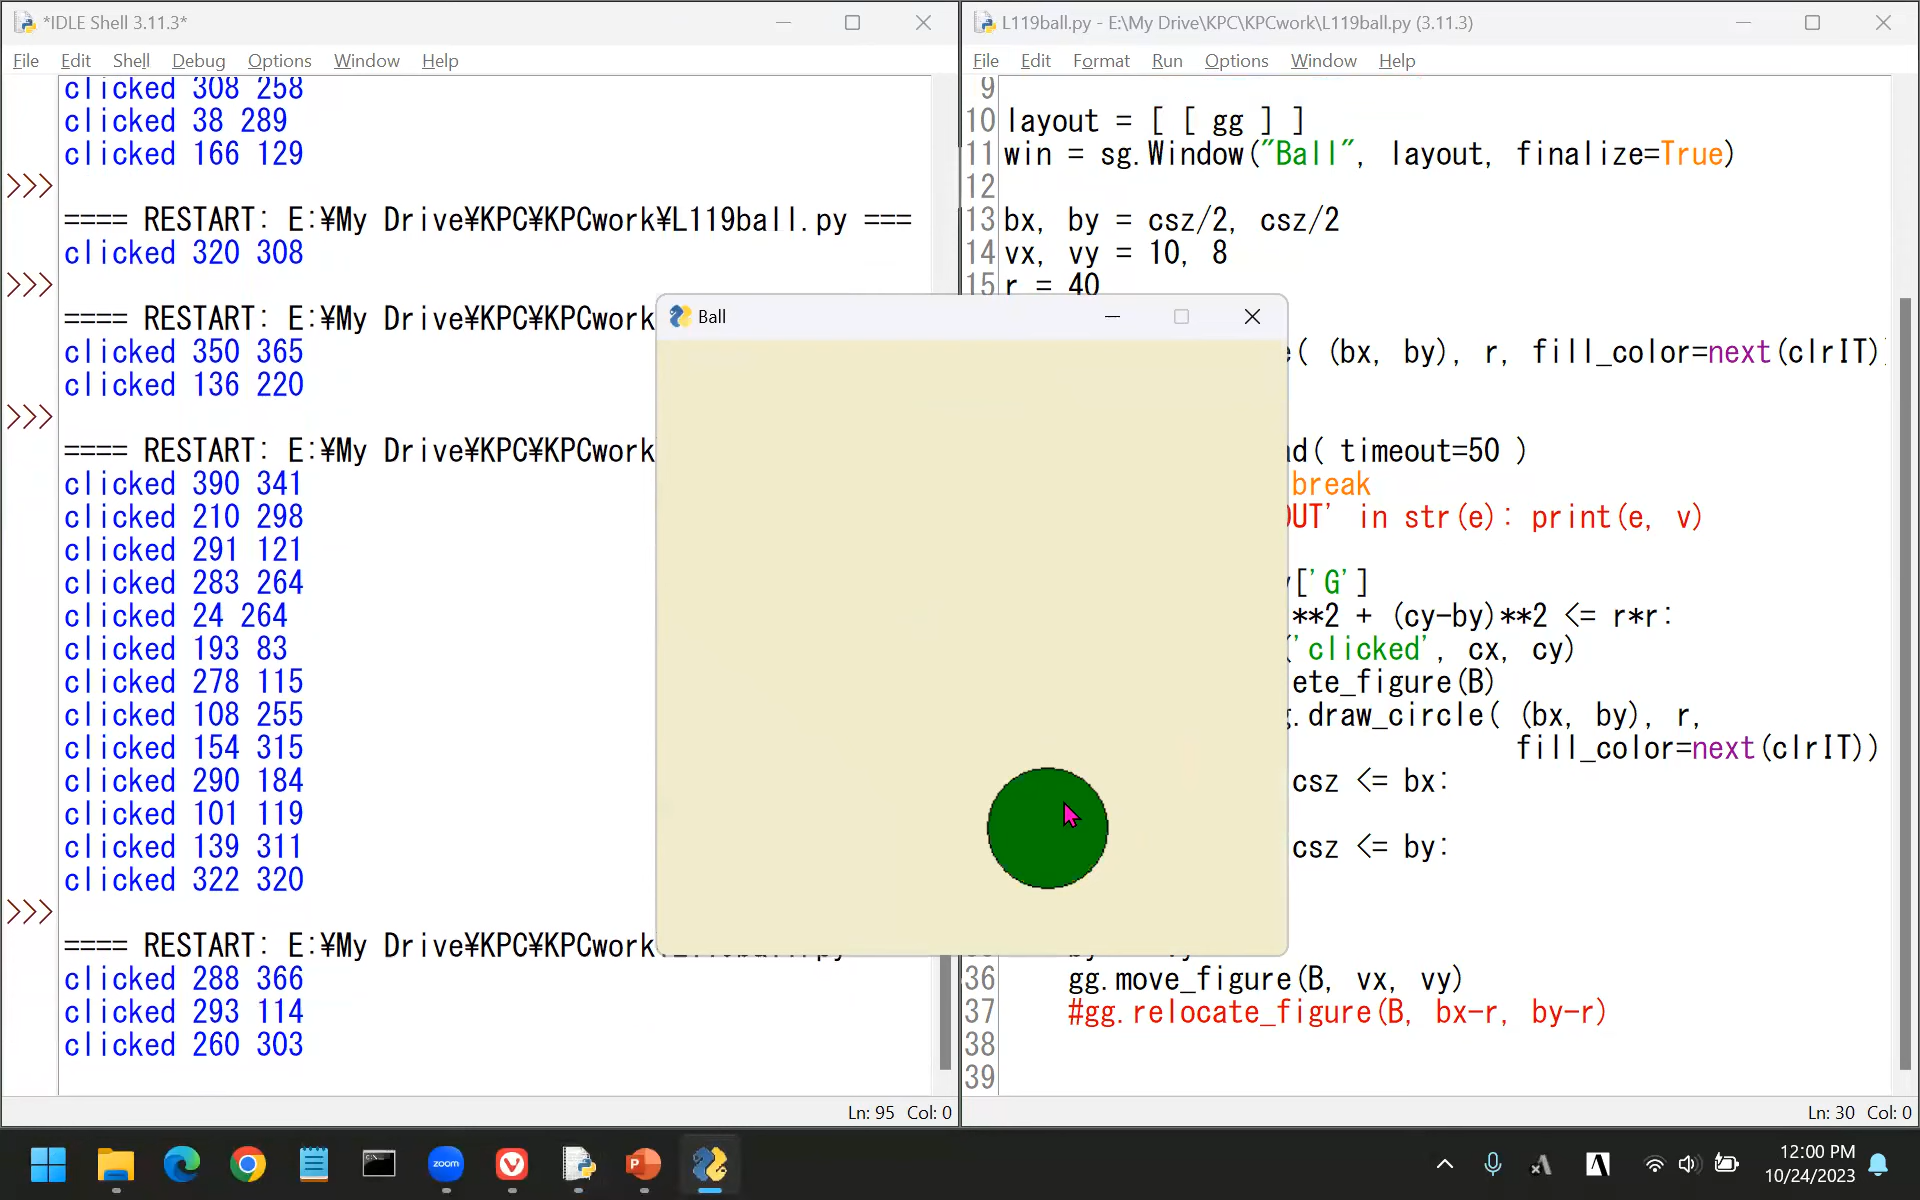 *IDLE Shell 3.11.3*
File Edit Shell Debug Options Window Help
clicked 308 258
clicked 38 289
clicked 166 129
>>>
==== RESTART: E:¥My Drive¥KPC¥KPCwork¥L119ball.py ===
clicked 320 308
>>>
==== RESTART: E:¥My Drive¥KPC¥KPCwork
clicked 350 365
clicked 136 220
>>>
==== RESTART: E:¥My Drive¥KPC¥KPCwork
clicked 390 341
clicked 210 298
clicked 291 121
clicked 283 264
clicked 24 264
clicked 193 83
clicked 278 115
clicked 108 255
clicked 154 315
clicked 290 184
clicked 101 119
clicked 139 311
clicked 322 320
>>>
==== RESTART: E:¥My Drive¥KPC¥KPCwork
clicked 288 366
clicked 293 114
clicked 260 303
Ln: 95 Col: 0
L119ball.py - E:\My Drive\KPC\KPCwork\L119ball.py (3.11.3)
File Edit Format Run Options Window Help
9
10 layout = [ [ gg ] ]
11 win = sg.Window("Ball", layout, finalize=True)
12
13 bx, by = csz/2, csz/2
14 vx, vy = 10, 8
15 r = 40
( (bx, by), r, fill_color=next(clrIT)
d( timeout=50 )
break
OUT' in str(e): print(e, v)
['G']
**2 + (cy-by)**2 <= r*r:
('clicked', cx, cy)
ete_figure(B)
.draw_circle( (bx, by), r,
fill_color=next(clrIT))
csz <= bx:
csz <= by:
36 gg.move_figure(B, vx, vy)
37 #gg.relocate_figure(B, bx-r, by-r)
38
39
Ln: 30 Col: 0
Ball
zoom
12:00 PM
10/24/2023